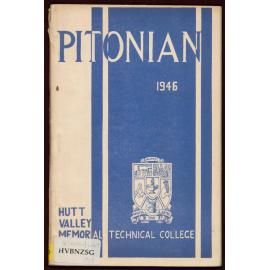 PITONIAN
1946
HUTT
VALLEY
MEMORIAL TECHNICAL COLLEGE
HVBNZSG